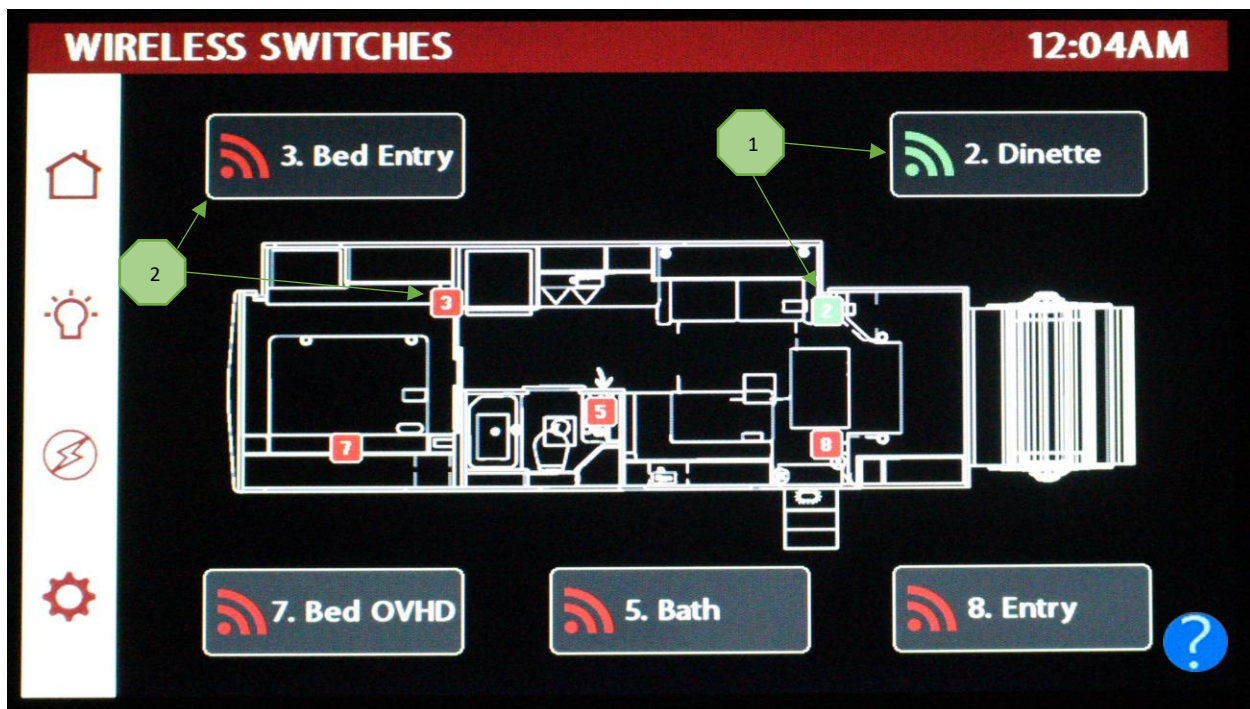 WIRELESS SWITCHES 12:04AM
3. Bed Entry
1
2. Dinette
2
3
2
5
7
8
7. Bed OVHD
5. Bath
8. Entry
?